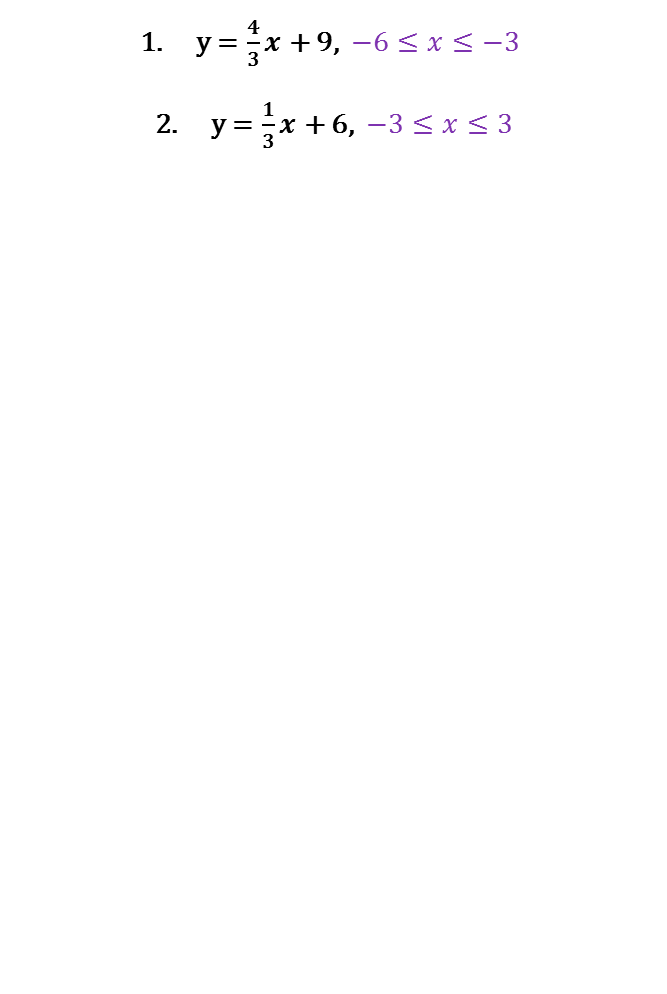 1. y = 4/3 x + 9, −6 ≤ x ≤ −3
2. y = 1/3 x + 6, −3 ≤ x ≤ 3